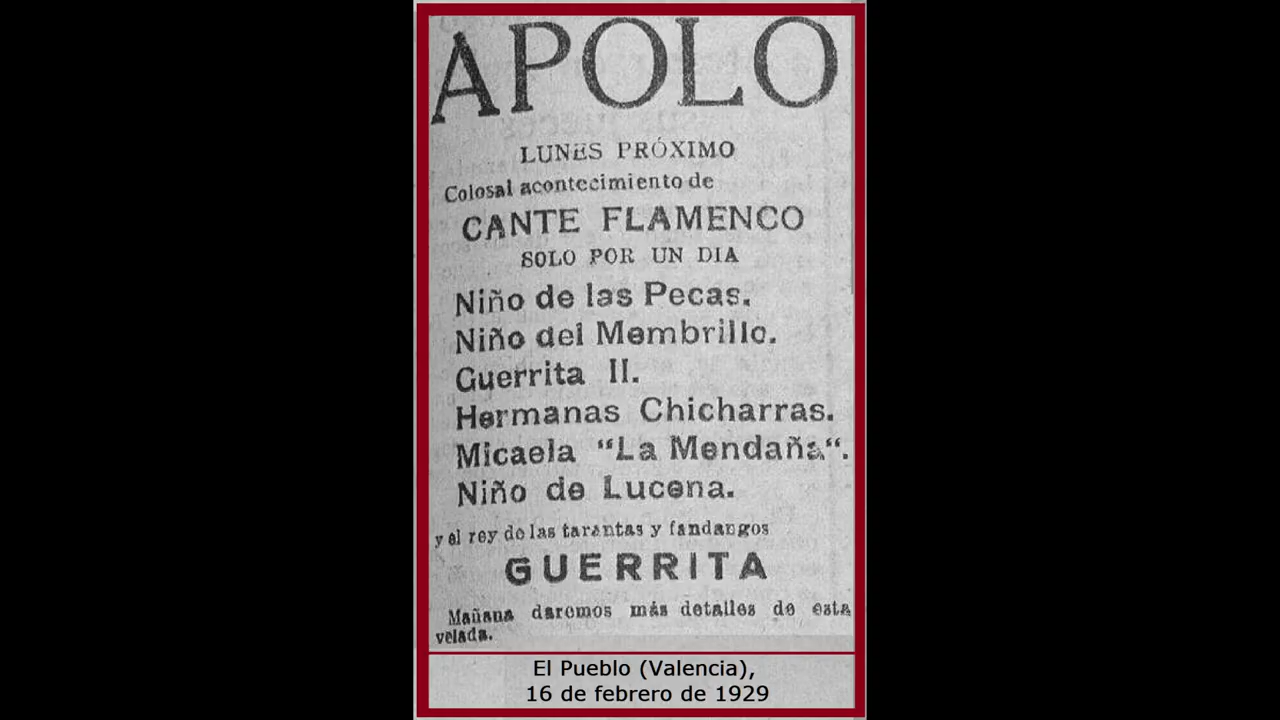 APOLO
LUNES PRÓXIMO
Colosal acontecimiento de
CANTE FLAMENCO
SOLO POR UN DIA
Niño de las Pecas.
Niño del Membrillo.
Guerrita II.
Hermanas Chicharras.
Micaela “La Mendaña“.
Niño de Lucena.
y el rey de las tarantas y fandangos
GUERRITA
Mañana daremos más detalles de esta
velada.
El Pueblo (Valencia),
16 de febrero de 1929